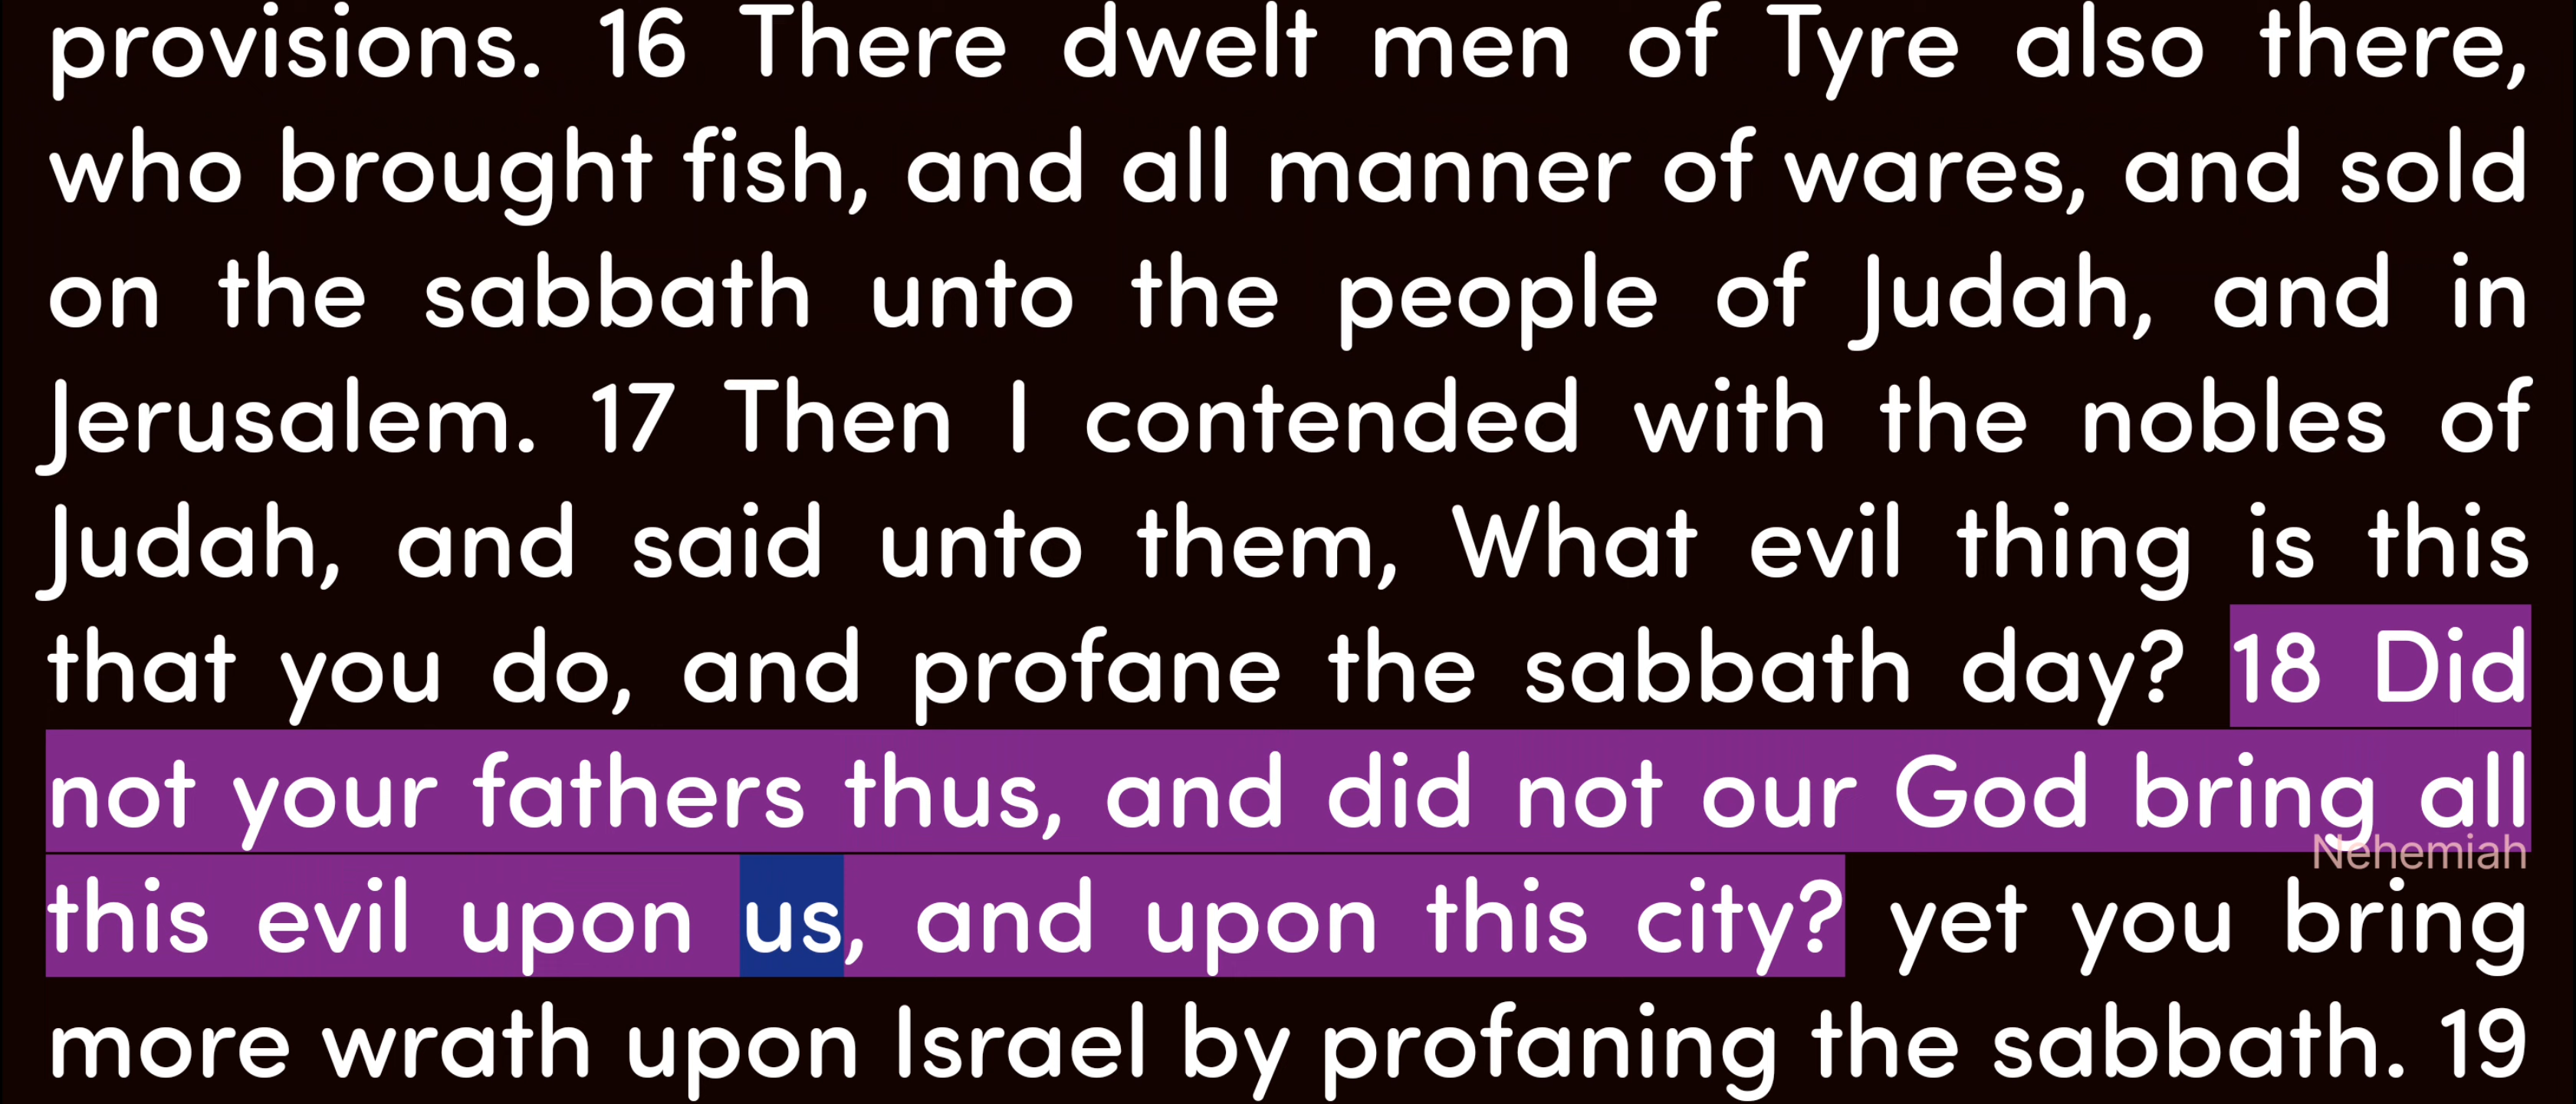 provisions. 16 There dwelt men of Tyre also there,
who brought fish, and all manner of wares, and sold
on the sabbath unto the people of Judah, and in
Jerusalem. 17 Then I contended with the nobles of
Judah, and said unto them, What evil thing is this
that you do, and profane the sabbath day? 18 Did
not your fathers thus, and did not our God bring all
Nehemiah
this evil upon us, and upon this city? yet you bring
more wrath upon Israel by profaning the sabbath. 19